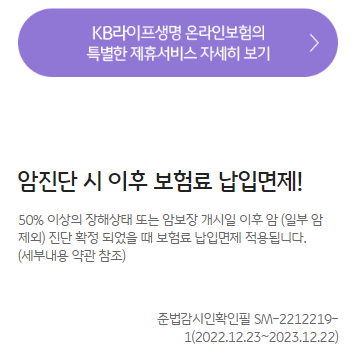 KB라이프생명 온라인보험의
특별한 제휴서비스 자세히 보기
암진단 시 이후 보험료 납입면제!
50% 이상의 장해상태 또는 암보장 개시일 이후 암 (일부 암
제외) 진단 확정 되었을 때 보험료 납입면제 적용됩니다.
(세부내용 약관 참조)
준법감시인확인필 SM-2212219-
1(2022.12.23~2023.12.22)